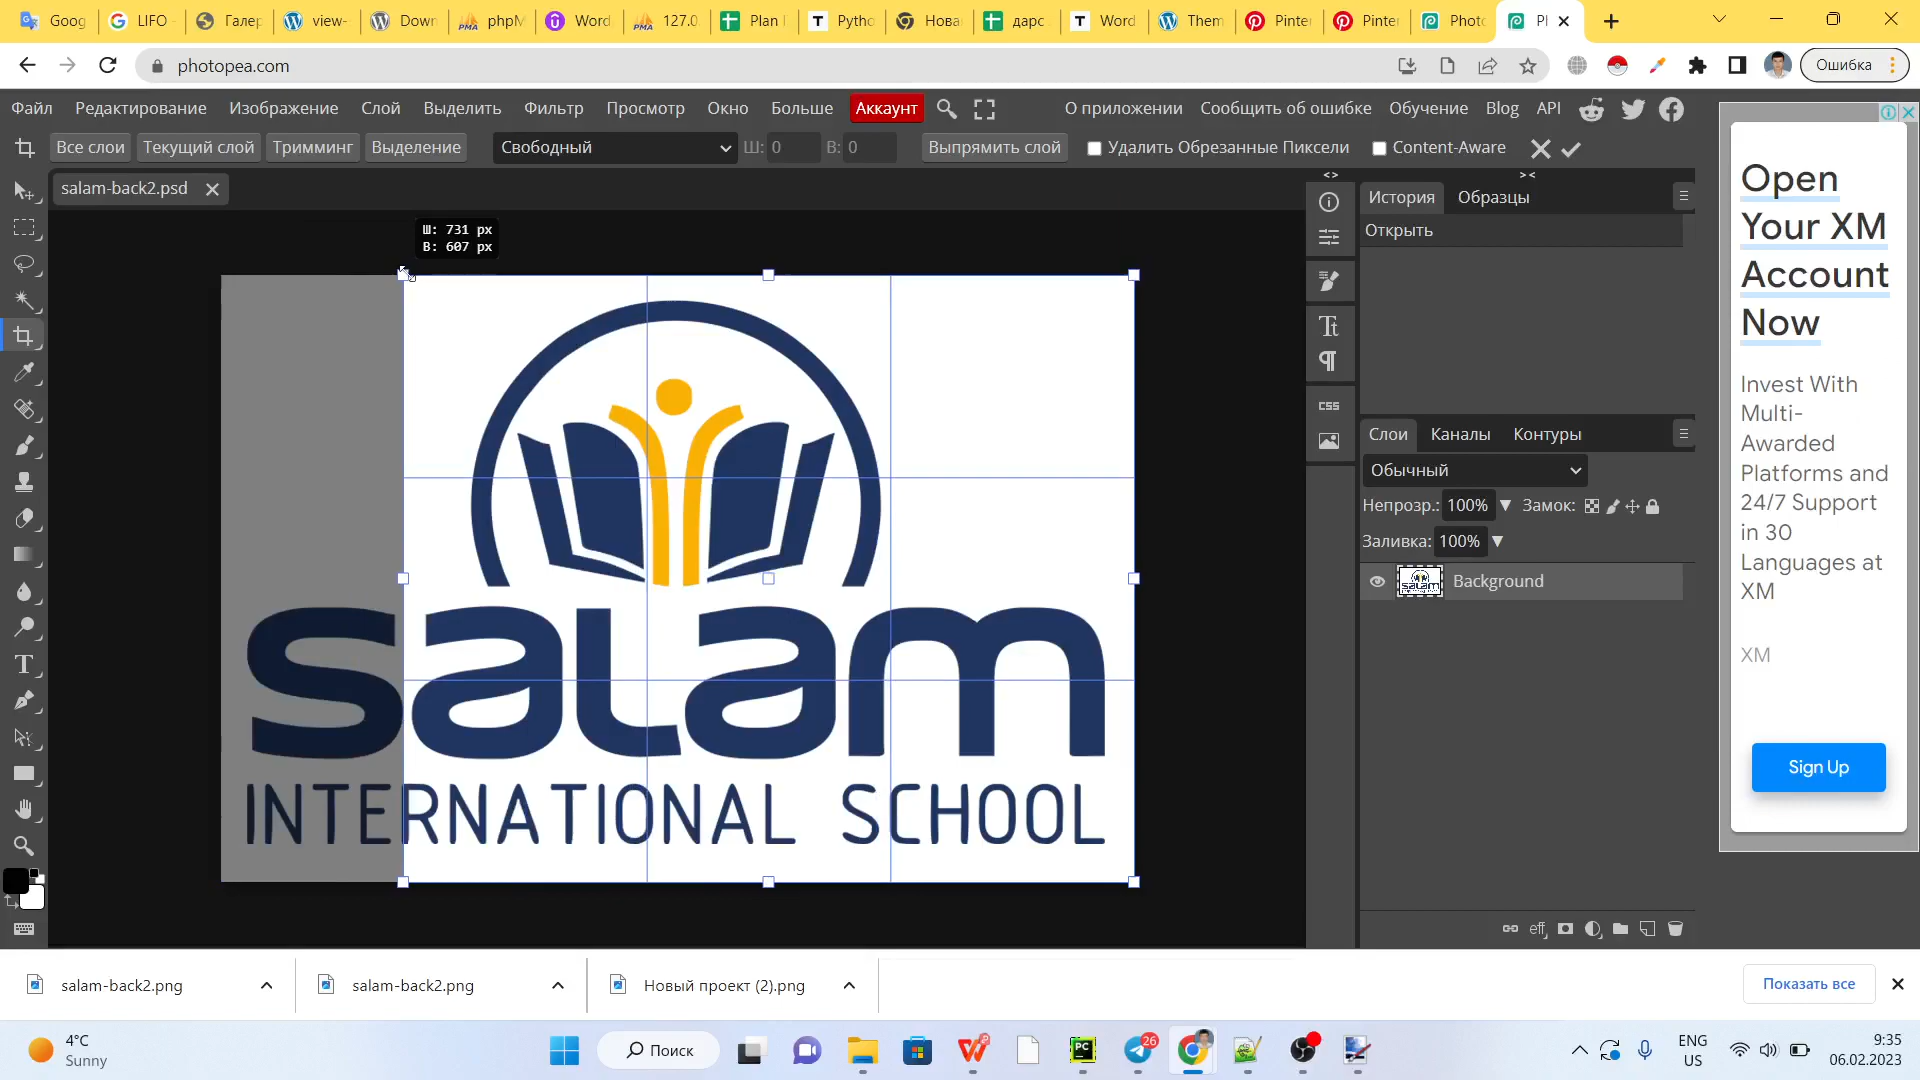 Goog
LIFO
Галер
view-
Down
phpM
Word
127.0
Plan
Pytho
Нова
дарс
Word
Them
Pinter
Pinter
Photo
photopea.com
Ошибка
Файл Редактирование Изображение Слой Выделить Фильтр Просмотр Окно Больше Аккаунт О приложении Сообщить об ошибке Обучение Blog API
Все слои Текущий слой Тримминг Выделение Свободный Ш: 0 В: 0 Выпрямить слой Удалить Обрезанные Пиксели Content-Aware
salam-back2.psd
Ш: 731 px
В: 607 px
salam
INTERNATIONAL SCHOOL
История Образцы
Открыть
CSS
Слои Каналы Контуры
Обычный
Непрозр.: 100% Замок:
Заливка: 100%
Background
eff
Open
Your XM
Account
Now
Invest With
Multi-
Awarded
Platforms and
24/7 Support
in 30
Languages at
XM
XM
Sign Up
salam-back2.png
salam-back2.png
Новый проект (2).png
Показать все
4°C
Sunny
Поиск
26
ENG
US
9:35
06.02.2023